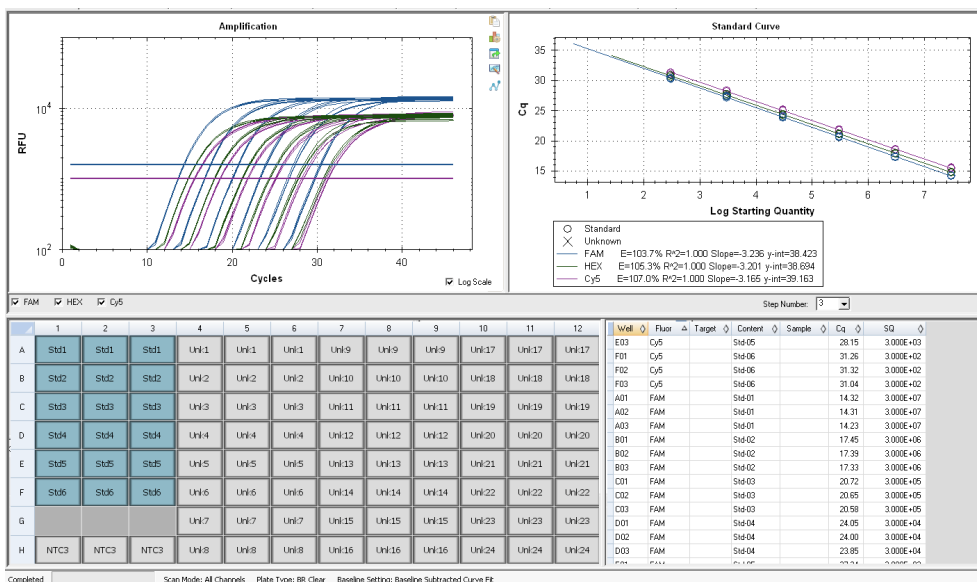 Amplification
10^4
10^3
10^2
RFU
0 10 20 30 40
Cycles
Log Scale
Standard Curve
35
30
25
20
15
Cq
1 2 3 4 5 6 7
Log Starting Quantity
Standard
Unknown
FAM E=103.7% R^2=1.000 Slope=-3.236 y-int=38.423
HEX E=105.3% R^2=1.000 Slope=-3.201 y-int=38.694
Cy5 E=107.0% R^2=1.000 Slope=-3.165 y-int=39.163
FAM HEX Cy5
Step Number: 3
1 2 3 4 5 6 7 8 9 10 11 12
A Std1 Std1 Std1 Unk1 Unk1 Unk1 Unk9 Unk9 Unk9 Unk17 Unk17 Unk17
B Std2 Std2 Std2 Unk2 Unk2 Unk2 Unk10 Unk10 Unk10 Unk18 Unk18 Unk18
C Std3 Std3 Std3 Unk3 Unk3 Unk3 Unk11 Unk11 Unk11 Unk19 Unk19 Unk19
D Std4 Std4 Std4 Unk4 Unk4 Unk4 Unk12 Unk12 Unk12 Unk20 Unk20 Unk20
E Std5 Std5 Std5 Unk5 Unk5 Unk5 Unk13 Unk13 Unk13 Unk21 Unk21 Unk21
F Std6 Std6 Std6 Unk6 Unk6 Unk6 Unk14 Unk14 Unk14 Unk22 Unk22 Unk22
G Unk7 Unk7 Unk7 Unk15 Unk15 Unk15 Unk23 Unk23 Unk23
H NTC3 NTC3 NTC3 Unk8 Unk8 Unk8 Unk16 Unk16 Unk16 Unk24 Unk24 Unk24
Well Fluor Target Content Sample Cq SQ
E03 Cy5 Std-05 28.15 3.000E+03
F01 Cy5 Std-06 31.26 3.000E+02
F02 Cy5 Std-06 31.32 3.000E+02
F03 Cy5 Std-06 31.04 3.000E+02
A01 FAM Std-01 14.32 3.000E+07
A02 FAM Std-01 14.31 3.000E+07
A03 FAM Std-01 14.23 3.000E+07
B01 FAM Std-02 17.45 3.000E+06
B02 FAM Std-02 17.39 3.000E+06
B03 FAM Std-02 17.33 3.000E+06
C01 FAM Std-03 20.72 3.000E+05
C02 FAM Std-03 20.65 3.000E+05
C03 FAM Std-03 20.58 3.000E+05
D01 FAM Std-04 24.05 3.000E+04
D02 FAM Std-04 24.00 3.000E+04
D03 FAM Std-04 23.85 3.000E+04
Completed Scan Mode: All Channels Plate Type: BR Clear Baseline Setting: Baseline Subtracted Curve Fit